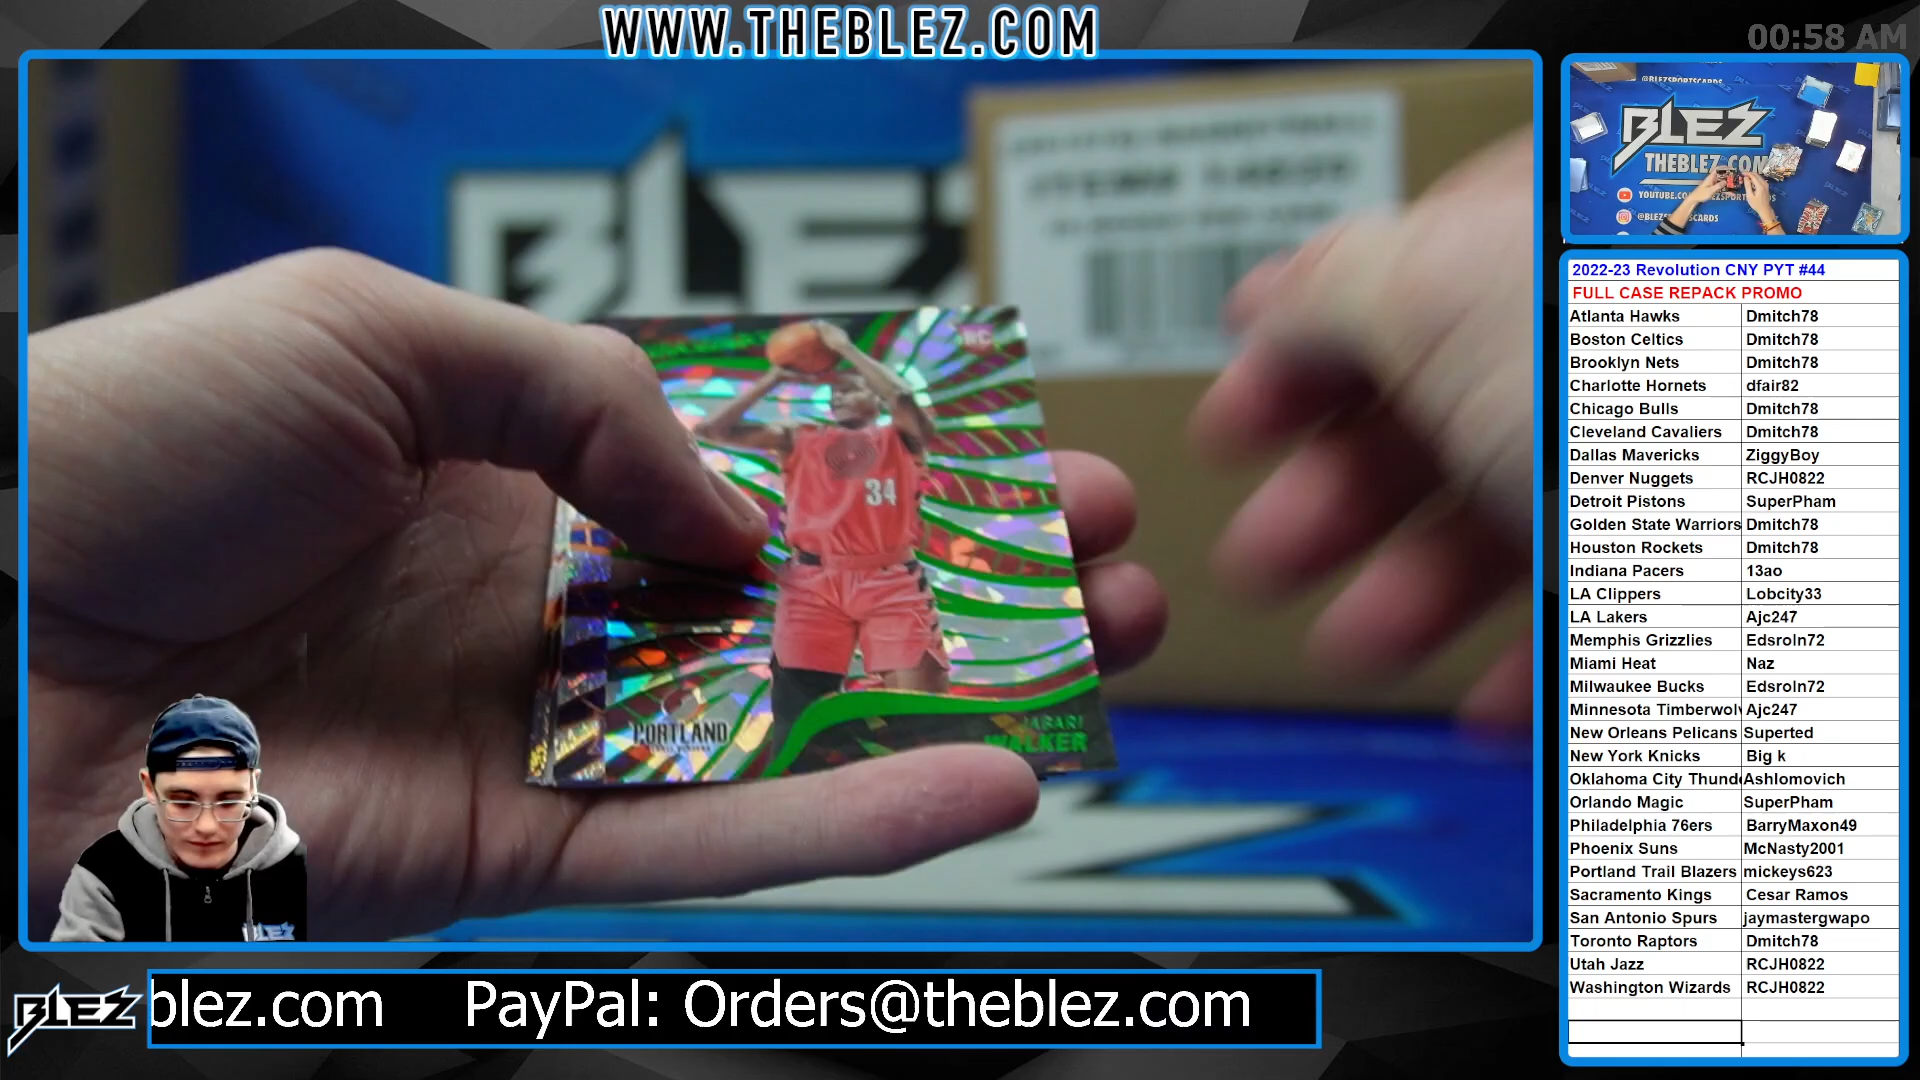 WWW.THEBLEZ.COM
00:58 AM
BLEZ
34
PORTLAND
JABARI
WALKER
BLEZ
THEBLEZ.COM
@BLEZSPORTSCARDS
2022-23 Revolution CNY PYT #44
FULL CASE REPACK PROMO
Atlanta Hawks Dmitch78
Boston Celtics Dmitch78
Brooklyn Nets Dmitch78
Charlotte Hornets dfair82
Chicago Bulls Dmitch78
Cleveland Cavaliers Dmitch78
Dallas Mavericks ZiggyBoy
Denver Nuggets RCJH0822
Detroit Pistons SuperPham
Golden State Warriors Dmitch78
Houston Rockets Dmitch78
Indiana Pacers 13ao
LA Clippers Lobcity33
LA Lakers Ajc247
Memphis Grizzlies Edsroln72
Miami Heat Naz
Milwaukee Bucks Edsroln72
Minnesota Timberwolv Ajc247
New Orleans Pelicans Superted
New York Knicks Big k
Oklahoma City Thund Ashlomovich
Orlando Magic SuperPham
Philadelphia 76ers BarryMaxon49
Phoenix Suns McNasty2001
Portland Trail Blazers mickeys623
Sacramento Kings Cesar Ramos
San Antonio Spurs jaymastergwapo
Toronto Raptors Dmitch78
Utah Jazz RCJH0822
Washington Wizards RCJH0822
BLEZ
BLEZ
blez.com PayPal: Orders@theblez.com